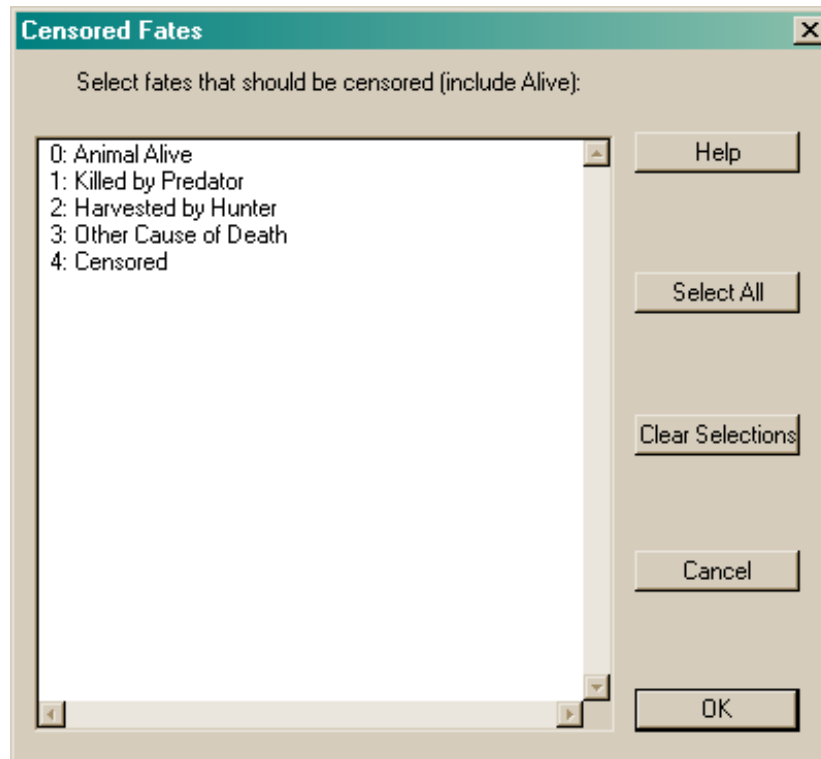 Censored Fates
Select fates that should be censored (include Alive):
0: Animal Alive
1: Killed by Predator
2: Harvested by Hunter
3: Other Cause of Death
4: Censored
Help
Select All
Clear Selections
Cancel
OK